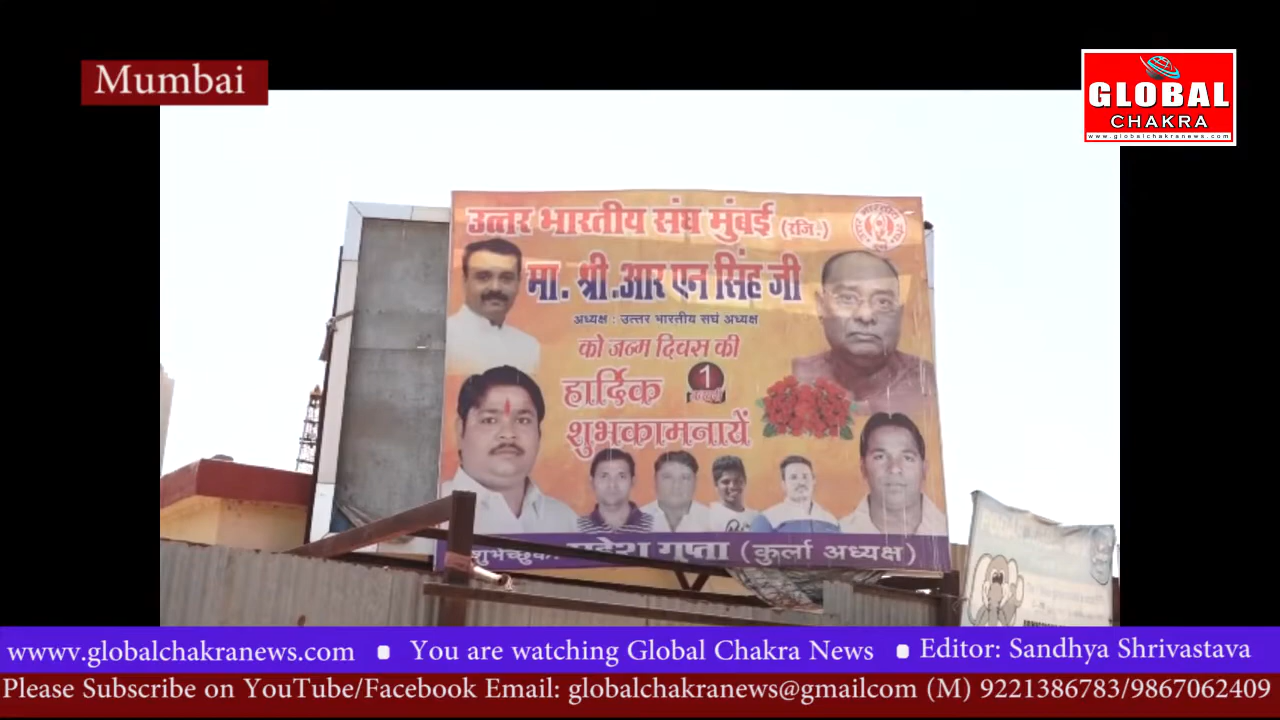 Mumbai
GLOBAL
CHAKRA
www.globalchakranews.com
उत्तर भारतीय संघ मुंबई (रजि.)
मा. श्री.आर एन सिंह जी
अध्यक्ष : उत्तर भारतीय सघं अध्यक्ष
को जन्म दिवस की
हार्दिक
1
शुभकामनायें
गुप्ता (कुर्ला अध्यक्ष)
wwwv.globalchakranews.com ▪ You are watching Global Chakra News ▪ Editor: Sandhya Shrivastava
Please Subscribe on YouTube/Facebook Email: globalchakranews@gmailcom (M) 9221386783/9867062409